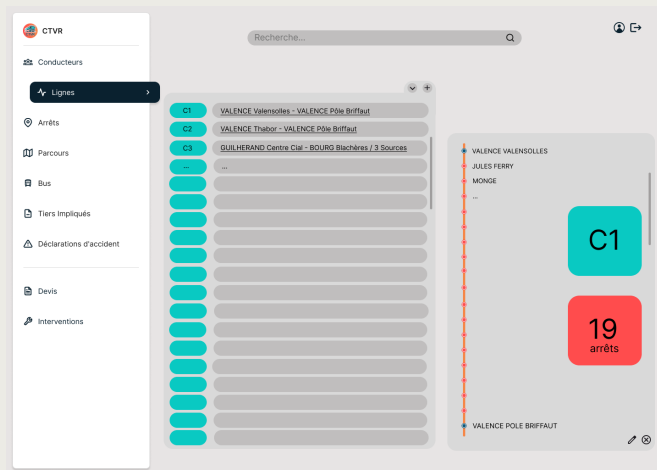 CTVR
Recherche...
Conducteurs
Lignes
Arrêts
Parcours
Bus
Tiers Impliqués
Déclarations d'accident
Devis
Interventions
C1 VALENCE Valensolles - VALENCE Pôle Briffaut
C2 VALENCE Thabor - VALENCE Pôle Briffaut
C3 GUILHERAND Centre Cial - BOURG Blachères / 3 Sources
... ...
VALENCE VALENSOLLES
JULES FERRY
MONGE
...
C1
19
arrêts
VALENCE POLE BRIFFAUT